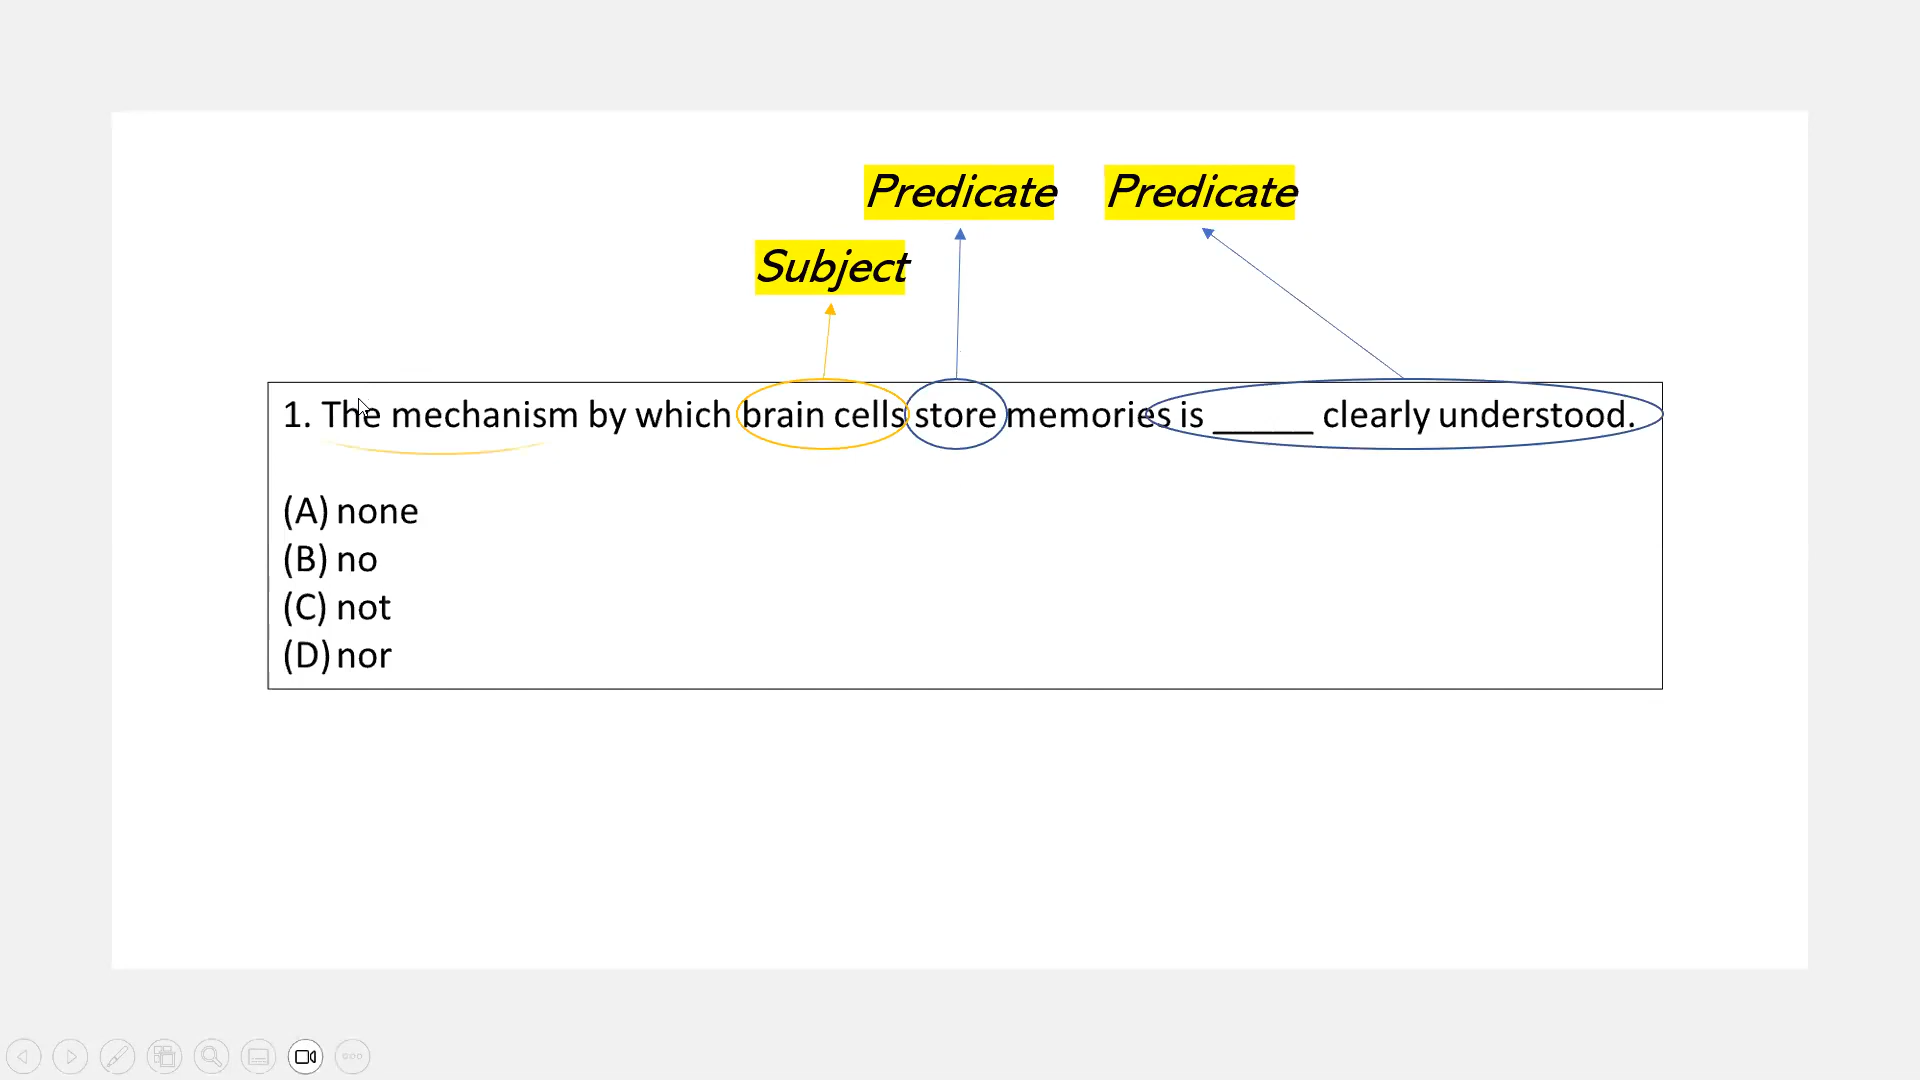 Predicate Predicate
Subject
1. The mechanism by which brain cells store memories is ______ clearly understood.
(A) none
(B) no
(C) not
(D) nor